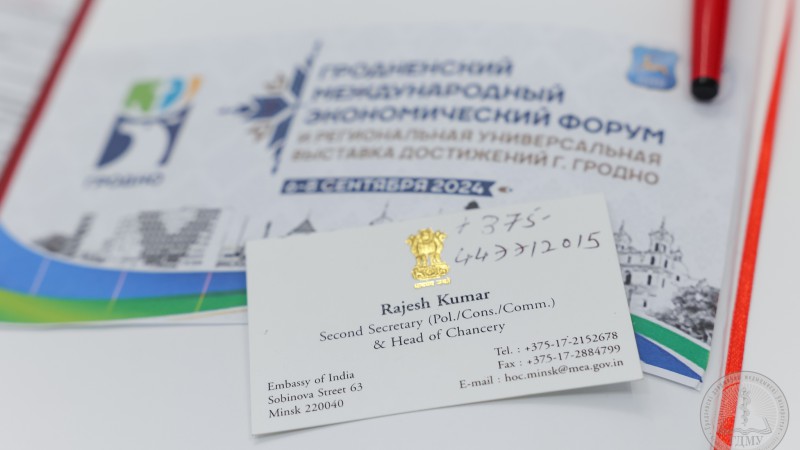 ГРОДНЕНСКИЙ
МЕЖДУНАРОДНЫЙ
ЭКОНОМИЧЕСКИЙ ФОРУМ
III РЕГИОНАЛЬНАЯ УНИВЕРСАЛЬНАЯ
ВЫСТАВКА ДОСТИЖЕНИЙ Г. ГРОДНО
6-8 СЕНТЯБРЯ 2024
ГРОДНО
+375-
447712015
Rajesh Kumar
Second Secretary (Pol./Cons./Comm.)
& Head of Chancery
Embassy of India
Sobinova Street 63
Minsk 220040
Tel. : +375-17-2152678
Fax : +375-17-2884799
E-mail : hoc.minsk@mea.gov.in
ГДМУ